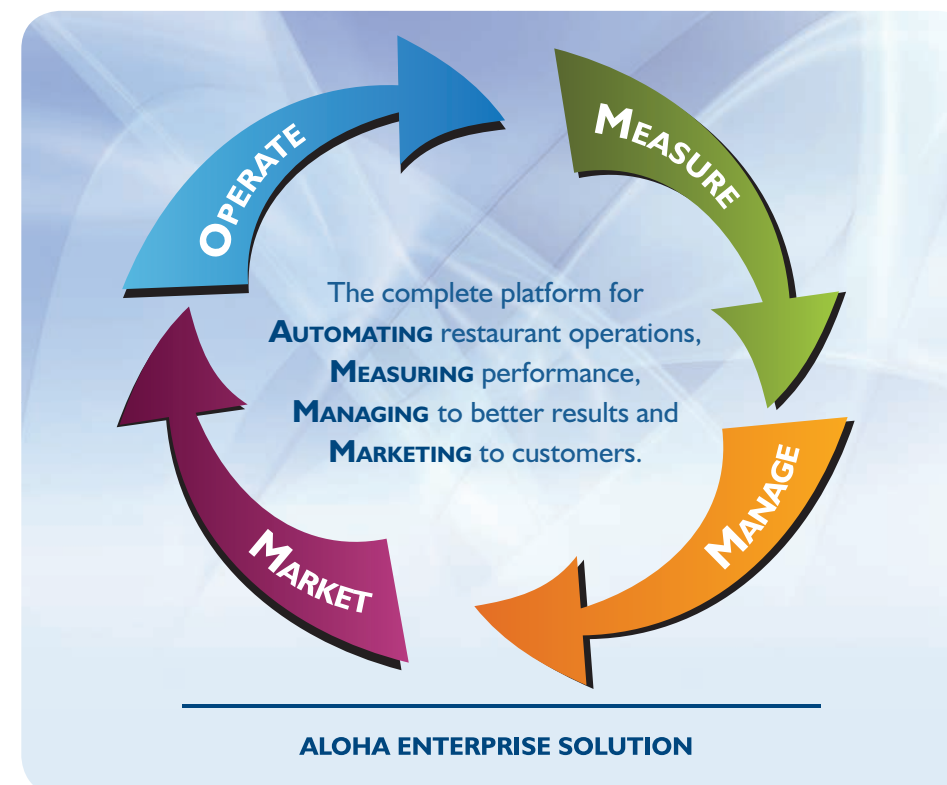 OPERATE
MEASURE
The complete platform for
AUTOMATING restaurant operations,
MEASURING performance,
MANAGING to better results and
MARKETING to customers.
MANAGE
MARKET
ALOHA ENTERPRISE SOLUTION